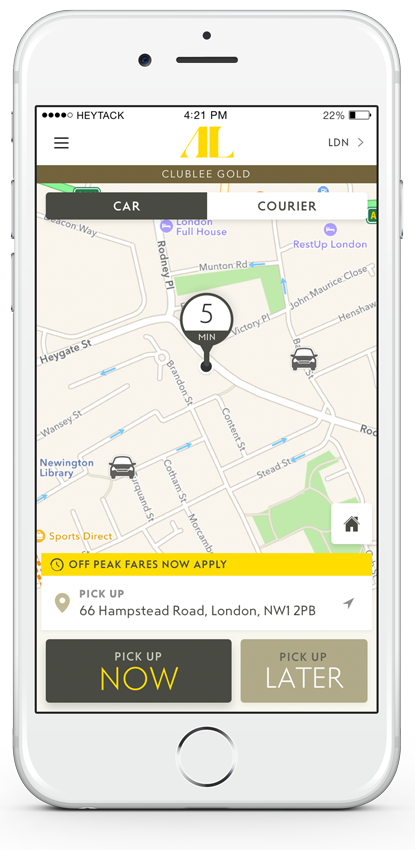 HEYTACK
4:21 PM
22%
AL
LDN
CLUBLEE GOLD
CAR
COURIER
Beacon Way
London
Full House
RestUp London
Rodney Pl
Munton Rd
John Maurice Close
Henshaw
Victory Pl
5
MIN
Heygate St
Brandon St
Content St
Rod
Wansey St
Newington
Library
Stead St
Cotham St
Morcamb
Sports Direct
OFF PEAK FARES NOW APPLY
PICK UP
66 Hampstead Road, London, NW1 2PB
PICK UP
NOW
PICK UP
LATER